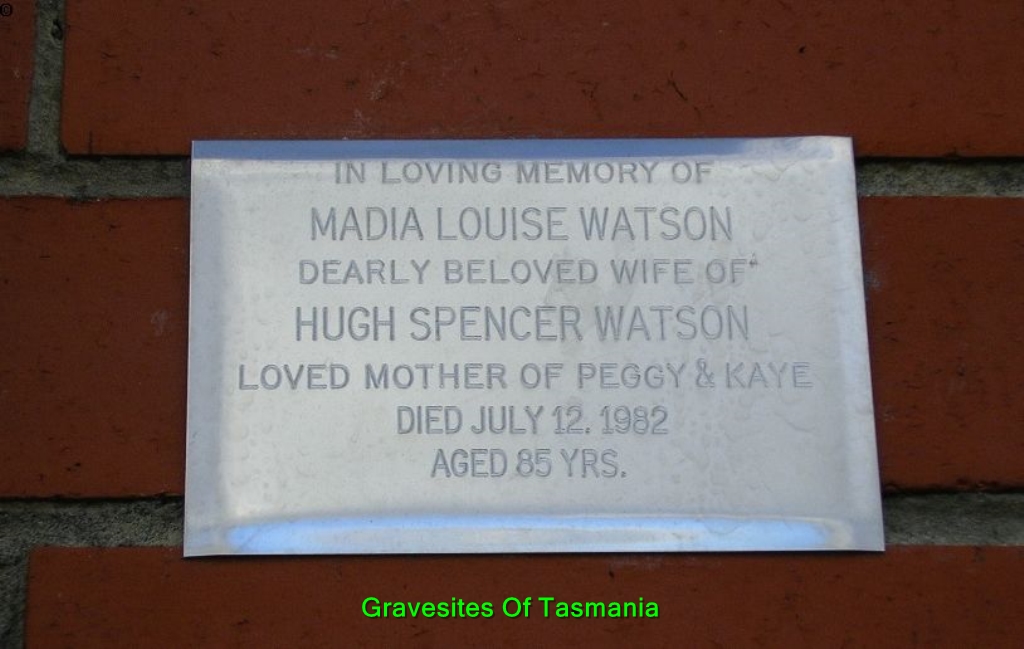 IN LOVING MEMORY OF
MADIA LOUISE WATSON
DEARLY BELOVED WIFE OF
HUGH SPENCER WATSON
LOVED MOTHER OF PEGGY & KAYE
DIED JULY 12. 1982
AGED 85 YRS.
Gravesites Of Tasmania